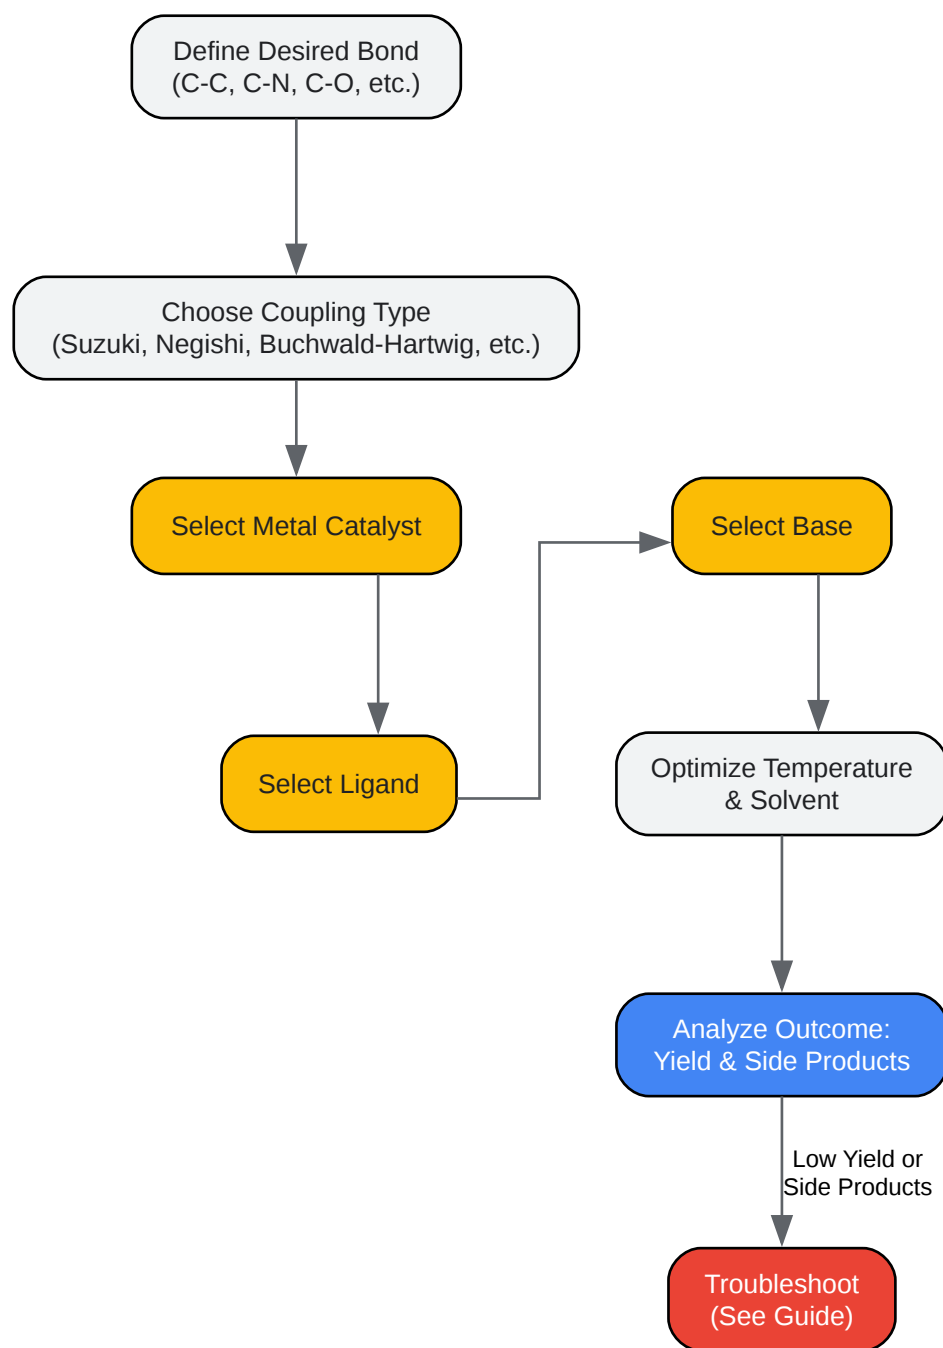 Define Desired Bond
(C-C, C-N, C-O, etc.)
Choose Coupling Type
(Suzuki, Negishi, Buchwald-Hartwig, etc.)
Select Metal Catalyst
Select Ligand
Select Base
Optimize Temperature
& Solvent
Analyze Outcome:
Yield & Side Products
Low Yield or
Side Products
Troubleshoot
(See Guide)